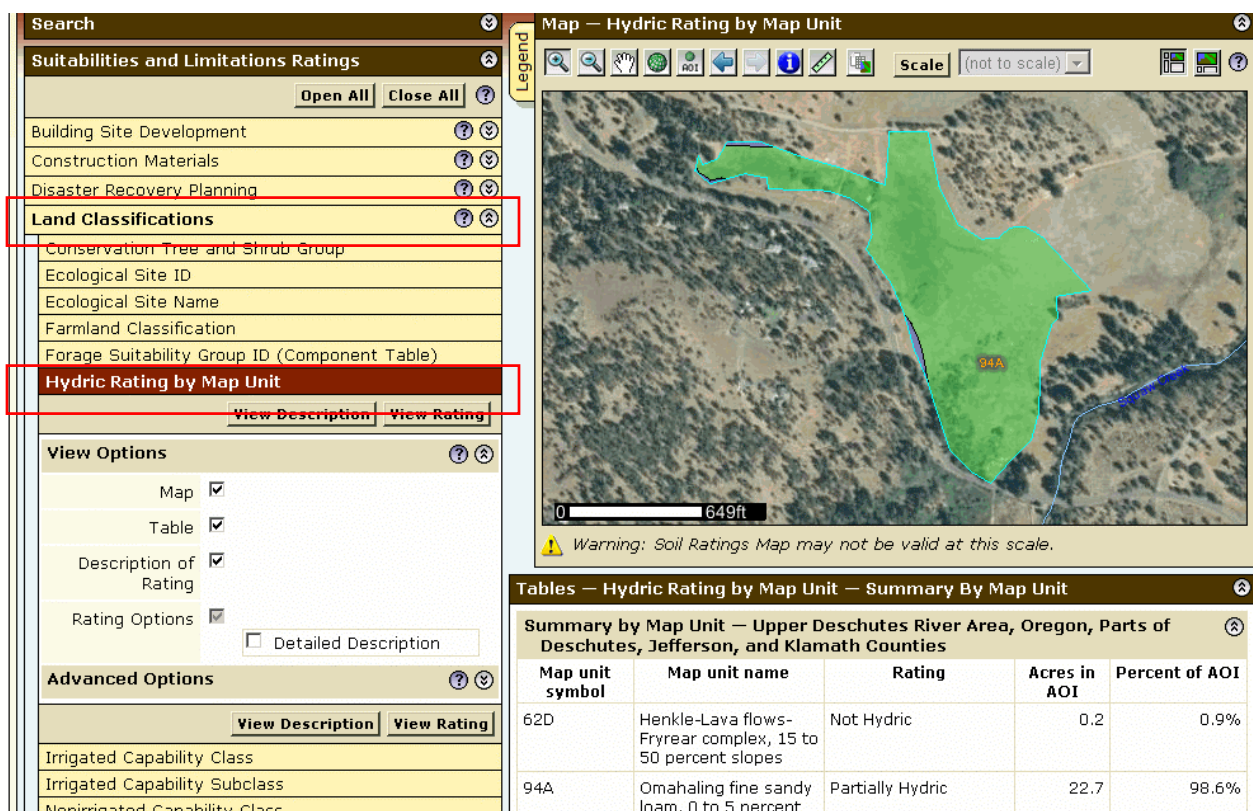 Search
Suitabilities and Limitations Ratings
Open All Close All
Building Site Development
Construction Materials
Disaster Recovery Planning
Land Classifications
Conservation Tree and Shrub Group
Ecological Site ID
Ecological Site Name
Farmland Classification
Forage Suitability Group ID (Component Table)
Hydric Rating by Map Unit
View Description View Rating
View Options
Map
Table
Description of
Rating
Rating Options
Detailed Description
Advanced Options
View Description View Rating
Irrigated Capability Class
Irrigated Capability Subclass
Nonirrigated Capability Class
Legend
Map — Hydric Rating by Map Unit
AOI
Scale (not to scale)
94A
Creek
0 649ft
Warning: Soil Ratings Map may not be valid at this scale.
Tables — Hydric Rating by Map Unit — Summary By Map Unit
Summary by Map Unit — Upper Deschutes River Area, Oregon, Parts of
Deschutes, Jefferson, and Klamath Counties
Map unit symbol Map unit name Rating Acres in AOI Percent of AOI
62D Henkle-Lava flows- Not Hydric 0.2 0.9%
Fryrear complex, 15 to
50 percent slopes
94A Omahaling fine sandy Partially Hydric 22.7 98.6%
loam, 0 to 5 percent